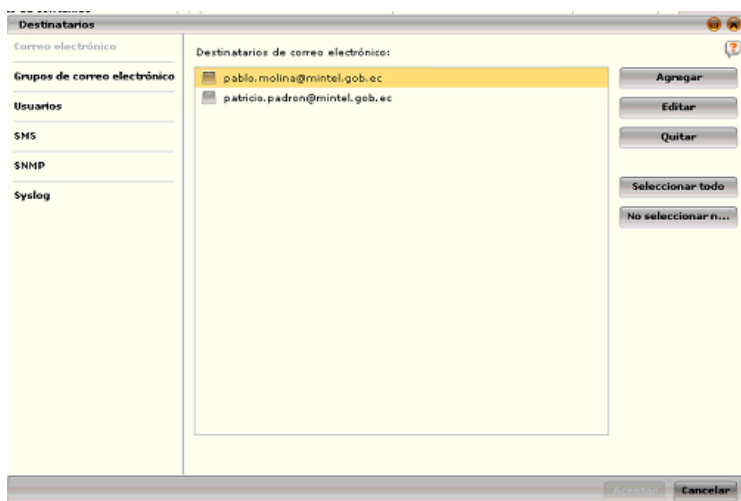 Destinatarios
Correo electrónico
Grupos de correo electrónico
Usuarios
SMS
SNMP
Syslog
Destinatarios de correo electrónico:
pablo.molina@mintel.gob.ec
patricio.padron@mintel.gob.ec
Agregar
Editar
Quitar
Seleccionar todo
No seleccionar n...
Aceptar
Cancelar